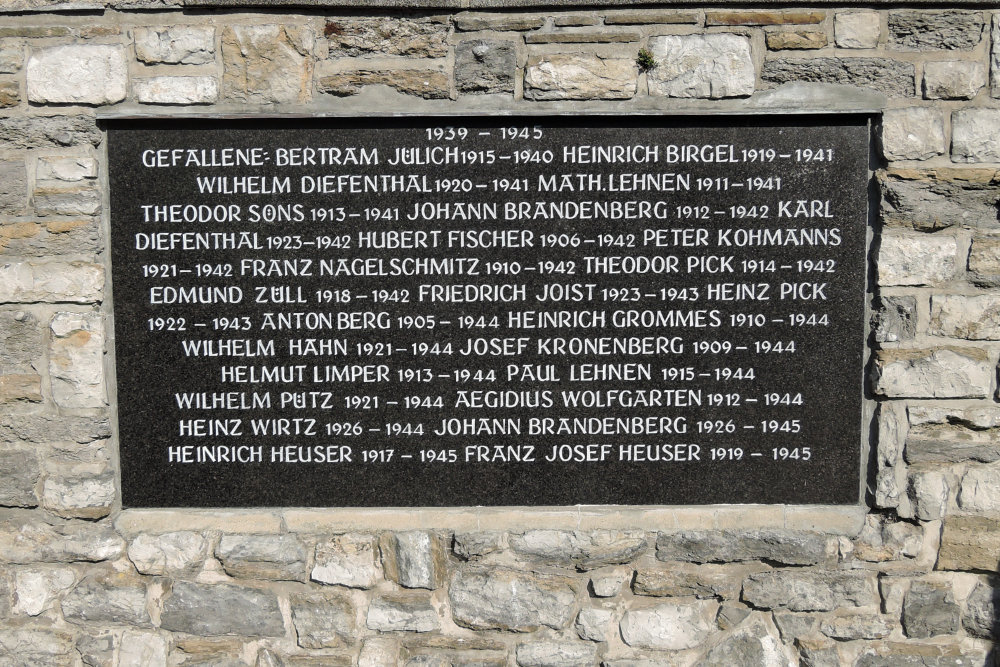 1939 – 1945
GEFALLENE:- BERTRAM JÜLICH 1915 – 1940 HEINRICH BIRGEL 1919 – 1941
WILHELM DIEFENTHAL 1920 – 1941 MATH. LEHNEN 1911 – 1941
THEODOR SONS 1913 – 1941 JOHANN BRANDENBERG 1912 – 1942 KARL
DIEFENTHAL 1923 – 1942 HUBERT FISCHER 1906 – 1942 PETER KOHMANNS
1921 – 1942 FRANZ NAGELSCHMITZ 1910 – 1942 THEODOR PICK 1914 – 1942
EDMUND ZÜLL 1918 – 1942 FRIEDRICH JOIST 1923 – 1943 HEINZ PICK
1922 – 1943 ANTON BERG 1905 – 1944 HEINRICH GROMMES 1910 – 1944
WILHELM HAHN 1921 – 1944 JOSEF KRONENBERG 1909 – 1944
HELMUT LIMPER 1913 – 1944 PAUL LEHNEN 1915 – 1944
WILHELM PÜTZ 1921 – 1944 AEGIDIUS WOLFGARTEN 1912 – 1944
HEINZ WIRTZ 1926 – 1944 JOHANN BRANDENBERG 1926 – 1945
HEINRICH HEUSER 1917 – 1945 FRANZ JOSEF HEUSER 1919 – 1945